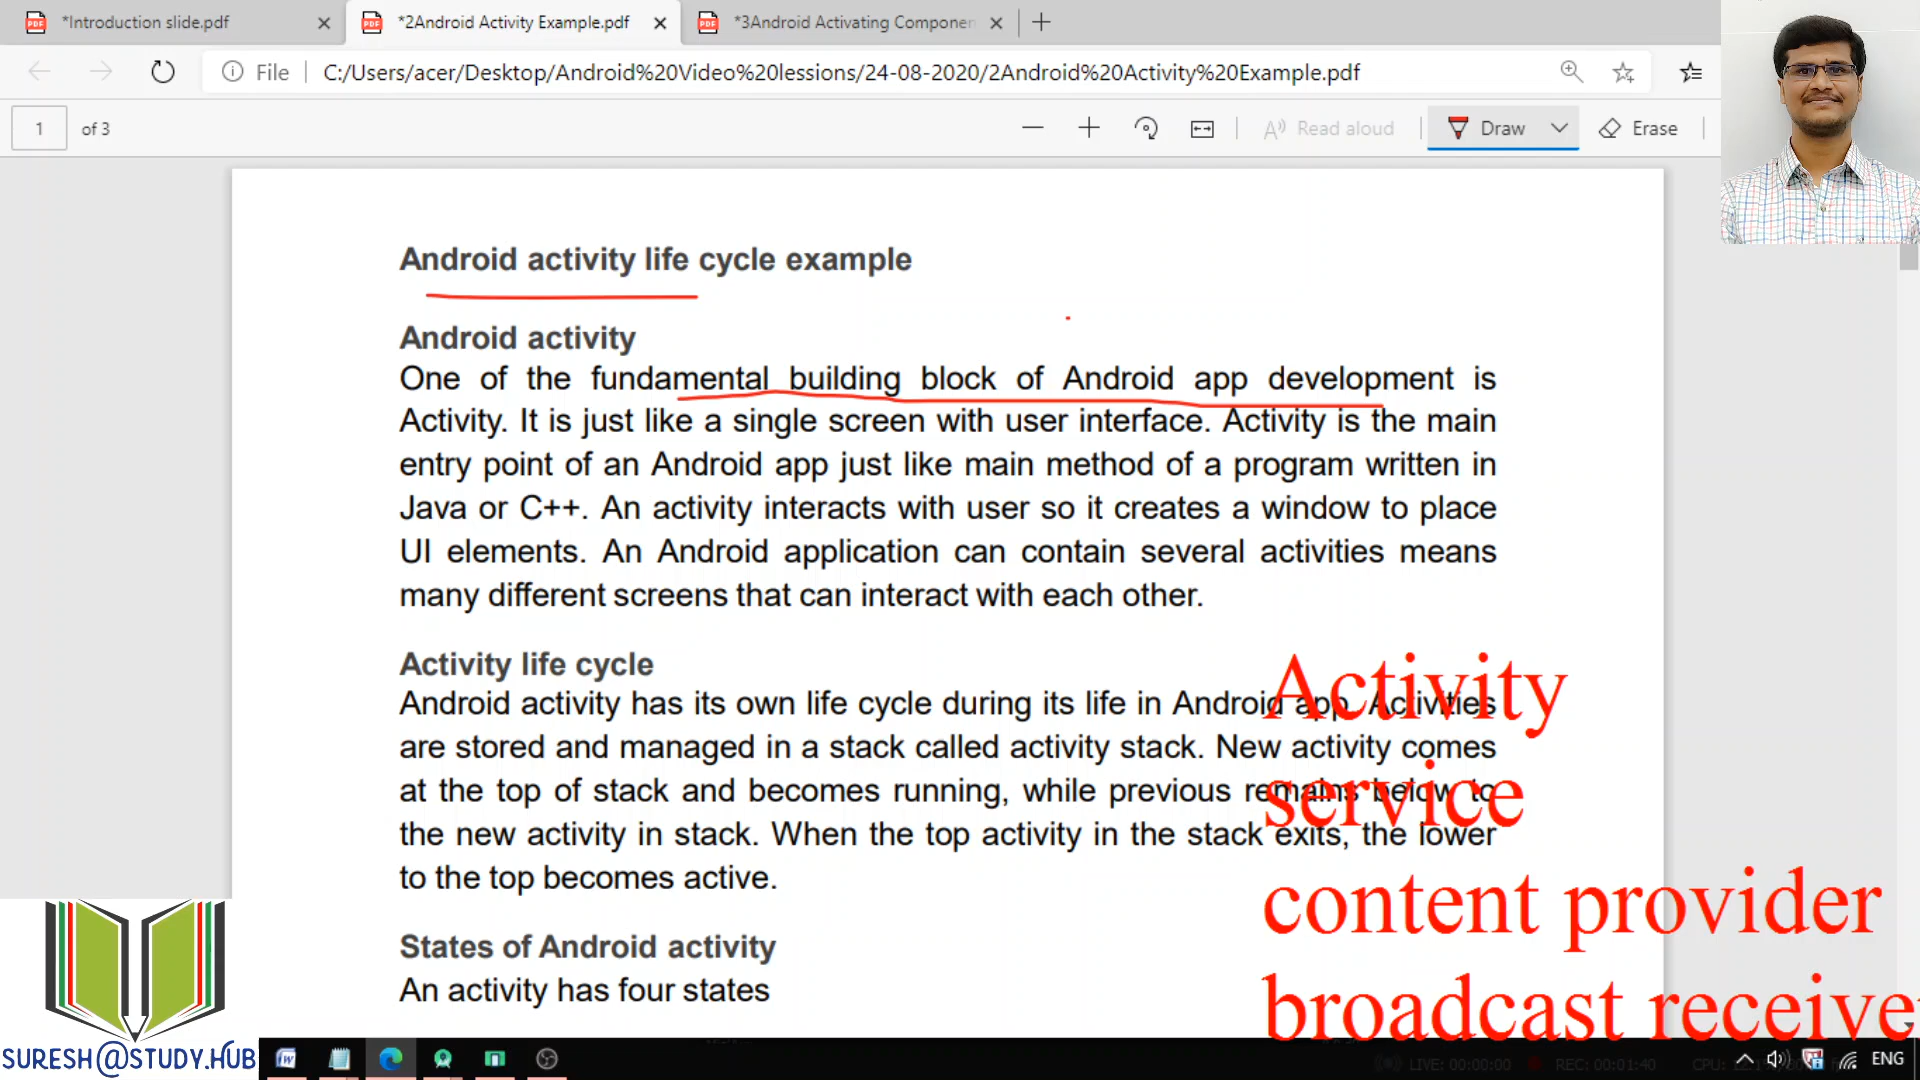 *Introduction slide.pdf
*2Android Activity Example.pdf
*3Android Activating Componen
File
C:/Users/acer/Desktop/Android%20Video%20lessions/24-08-2020/2Android%20Activity%20Example.pdf
1 of 3
Read aloud
Draw
Erase
Android activity life cycle example
Android activity
One of the fundamental building block of Android app development is
Activity. It is just like a single screen with user interface. Activity is the main
entry point of an Android app just like main method of a program written in
Java or C++. An activity interacts with user so it creates a window to place
UI elements. An Android application can contain several activities means
many different screens that can interact with each other.
Activity life cycle
Android activity has its own life cycle during its life in Android app. Activities
are stored and managed in a stack called activity stack. New activity comes
at the top of stack and becomes running, while previous remains below to
the new activity in stack. When the top activity in the stack exits, the lower
to the top becomes active.
States of Android activity
An activity has four states
Activity
service
content provider
broadcast receive
SURESH@STUDY.HUB
LIVE: 00:00:00
REC: 00:01:40
ENG